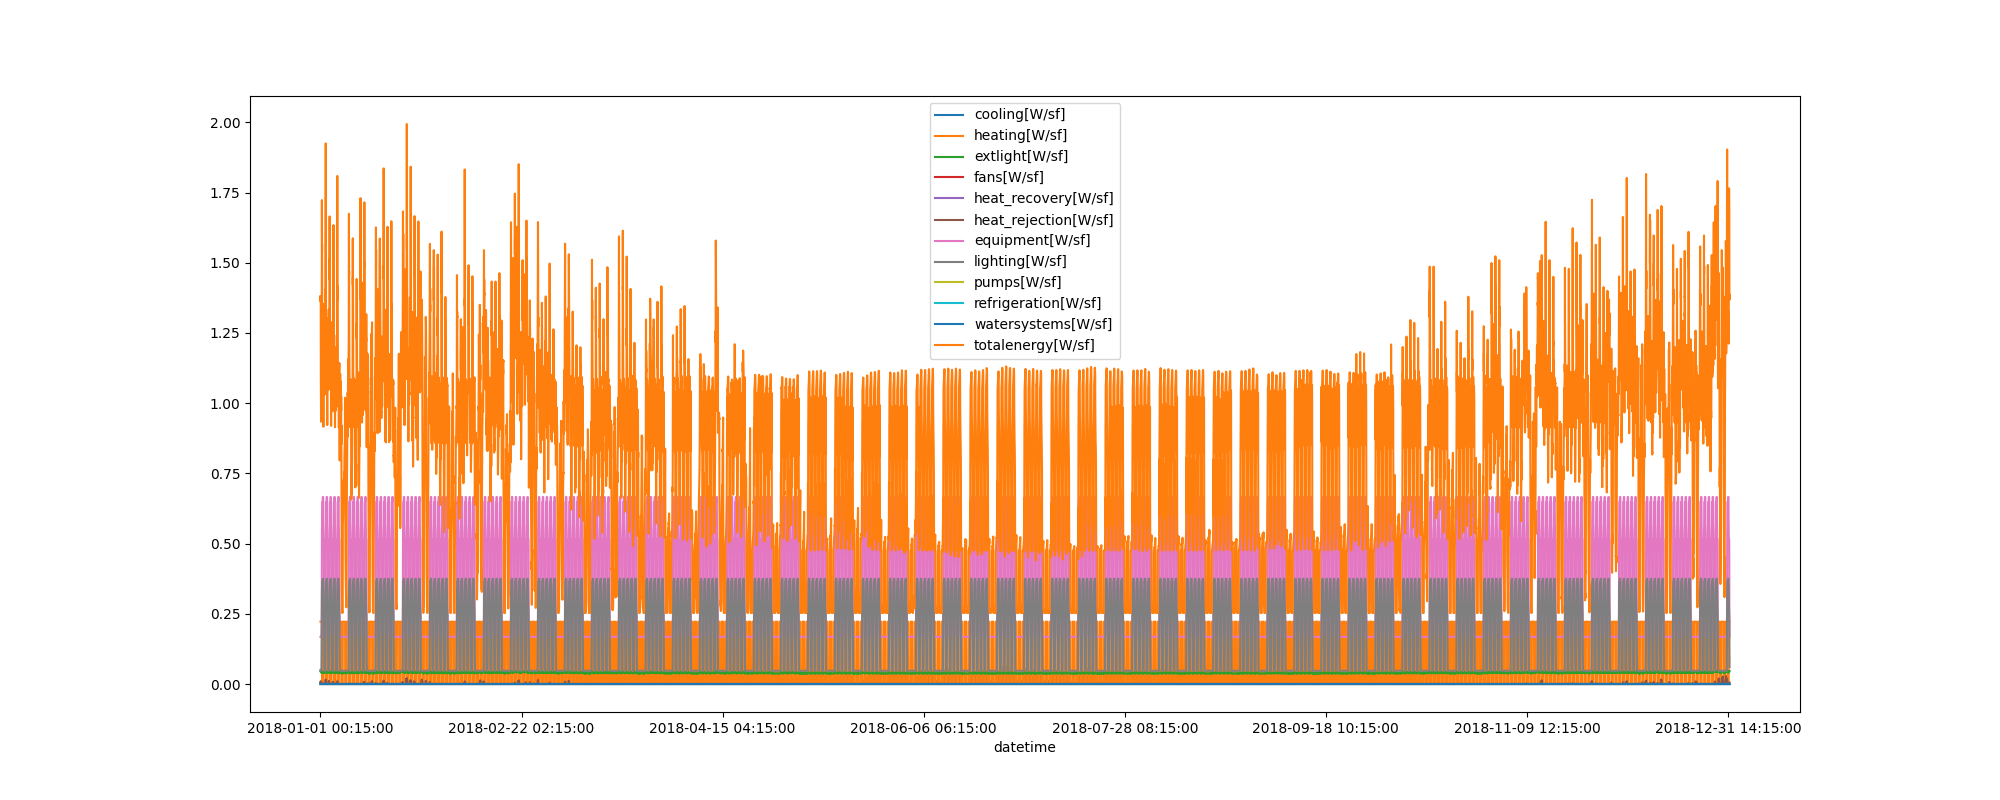 2.00
1.75
1.50
1.25
1.00
0.75
0.50
0.25
0.00
cooling[W/sf]
heating[W/sf]
extlight[W/sf]
fans[W/sf]
heat_recovery[W/sf]
heat_rejection[W/sf]
equipment[W/sf]
lighting[W/sf]
pumps[W/sf]
refrigeration[W/sf]
watersystems[W/sf]
totalenergy[W/sf]
2018-01-01 00:15:00 2018-02-22 02:15:00 2018-04-15 04:15:00 2018-06-06 06:15:00 2018-07-28 08:15:00 2018-09-18 10:15:00 2018-11-09 12:15:00 2018-12-31 14:15:00
datetime